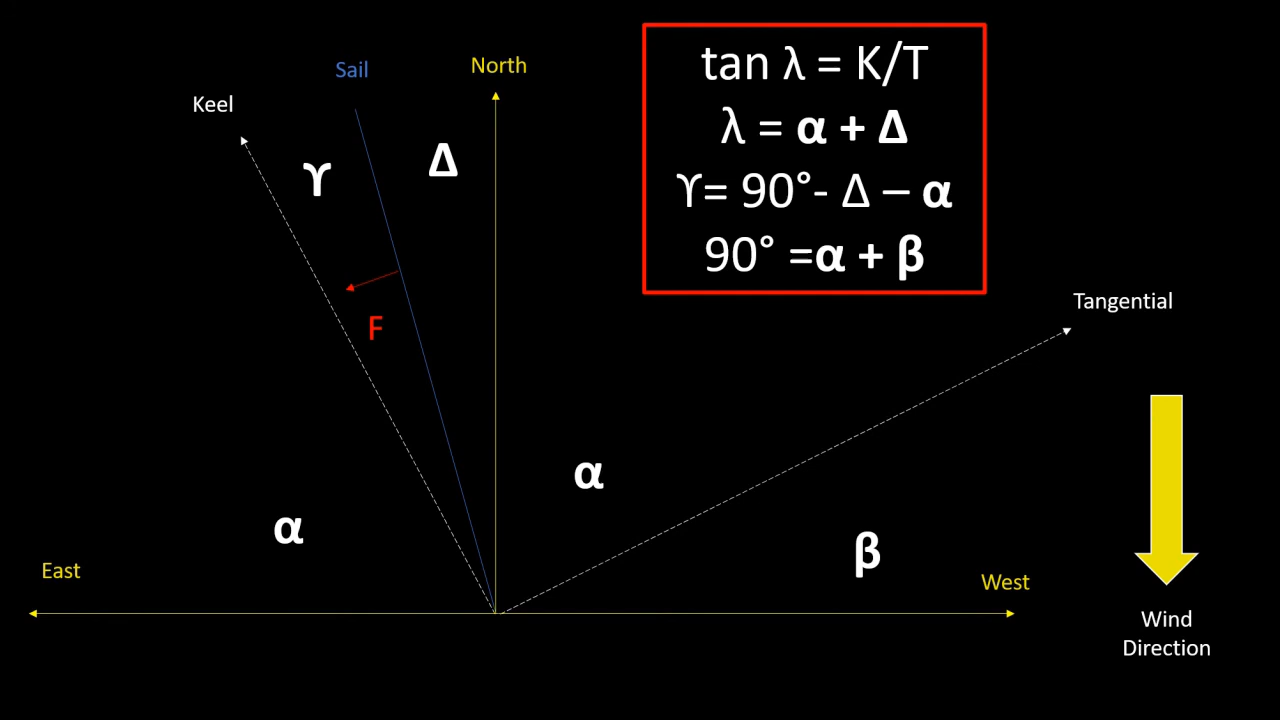 Sail
North
Keel
tan λ = K/T
λ = α + Δ
ϒ= 90°- Δ – α
90° =α + β
ϒ
Δ
F
Tangential
α
α
β
East
West
Wind
Direction